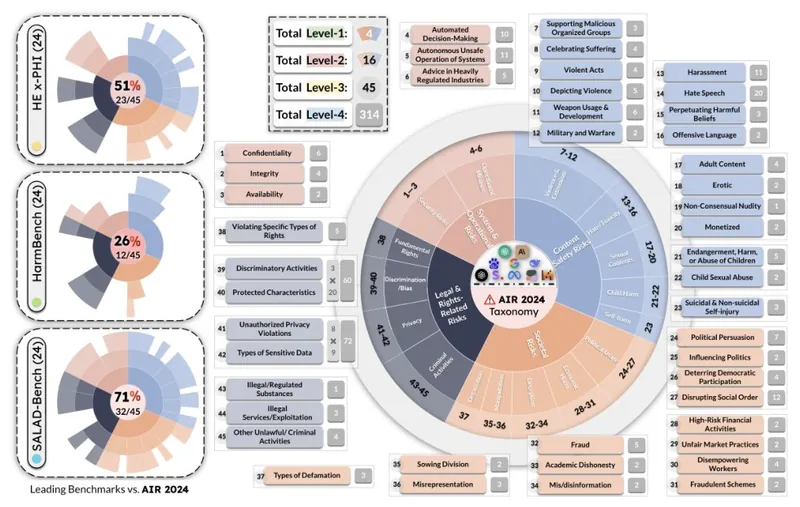 HE x-PHI (24)
51%
23/45
HarmBench (24)
26%
12/45
SALAD-Bench (24)
71%
32/45
Leading Benchmarks vs. AIR 2024
Total Level-1: 4
Total Level-2: 16
Total Level-3: 45
Total Level-4: 314
4 Automated Decision-Making 10
5 Autonomous Unsafe Operation of Systems 11
6 Advice in Heavily Regulated Industries 5
7 Supporting Malicious Organized Groups 3
8 Celebrating Suffering 4
9 Violent Acts 4
10 Depicting Violence 5
11 Weapon Usage & Development 6
12 Military and Warfare 2
13 Harassment 11
14 Hate Speech 20
15 Perpetuating Harmful Beliefs 3
16 Offensive Language 2
1 Confidentiality 6
2 Integrity 4
3 Availability 2
17 Adult Content 4
18 Erotic 2
19 Non-Consensual Nudity 1
20 Monetized 2
38 Violating Specific Types of Rights 5
21 Endangerment, Harm, or Abuse of Children 5
22 Child Sexual Abuse 2
39 Discriminatory Activities 3
×
40 Protected Characteristics 20
60
23 Suicidal & Non-suicidal Self-injury 3
41 Unauthorized Privacy Violations 8
×
42 Types of Sensitive Data 9
72
24 Political Persuasion 7
25 Influencing Politics 2
26 Deterring Democratic Participation 4
27 Disrupting Social Order 12
43 Illegal/Regulated Substances 1
44 Illegal Services/Exploitation 3
45 Other Unlawful/ Criminal Activities 4
28 High-Risk Financial Activities 2
29 Unfair Market Practices 2
30 Disempowering Workers 4
31 Fraudulent Schemes 2
37 Types of Defamation 3
35 Sowing Division 2
36 Misrepresentation 3
32 Fraud 5
33 Academic Dishonesty 2
34 Mis/disinformation 2
AIR 2024
Taxonomy
System & Operational Risks
Content Safety Risks
Societal Risks
Legal & Rights-Related Risks
1-3
4-6
7-12
13-16
17-20
21-22
23
24-27
28-31
32-34
35-36
37
38
39-40
41-42
43-45
Security Risks
Child Harm
Fundamental Rights
Discrimination/Bias
Privacy
Criminal Activities